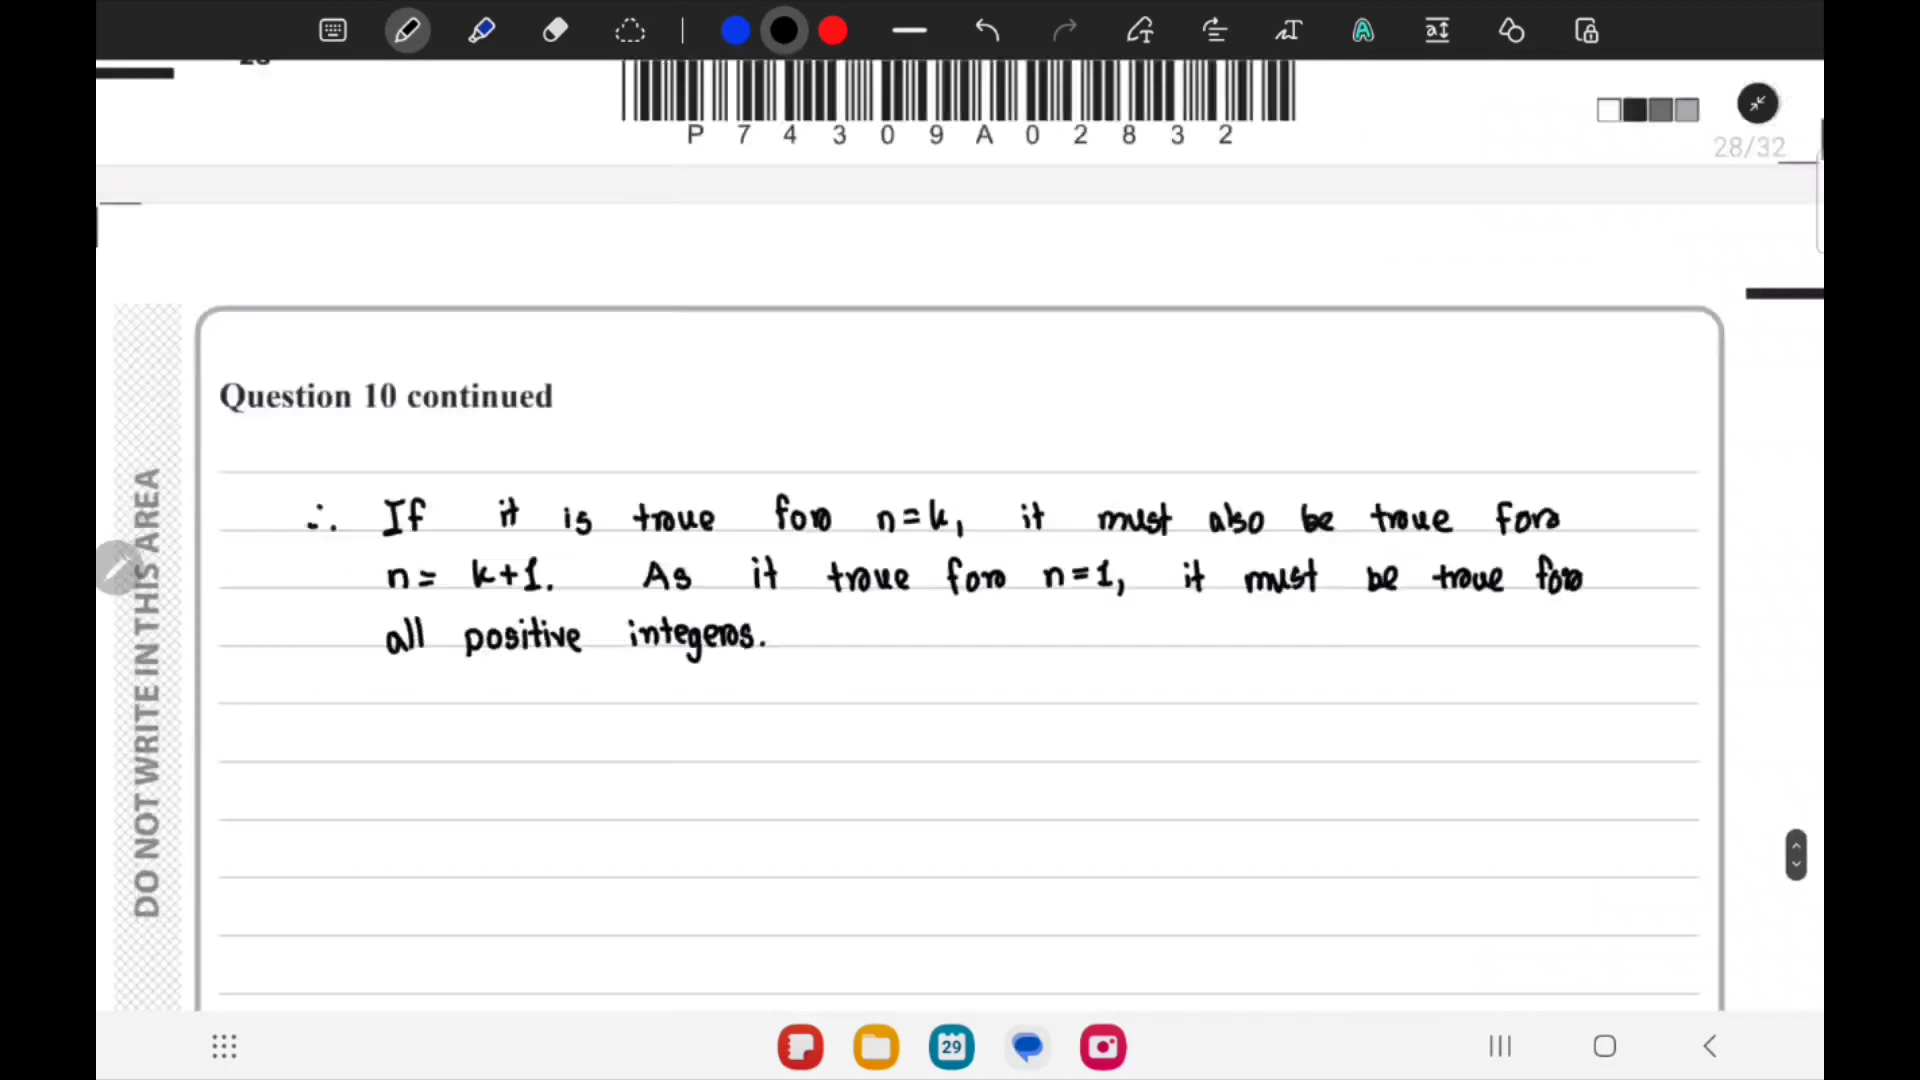 P 7 4 3 0 9 A 0 2 8 3 2
28/32
Question 10 continued
∴ If it is true for n=k, it must also be true for
n= k+1. As it true for n=1, it must be true for
all positive integers.
DO NOT WRITE IN THIS AREA
29